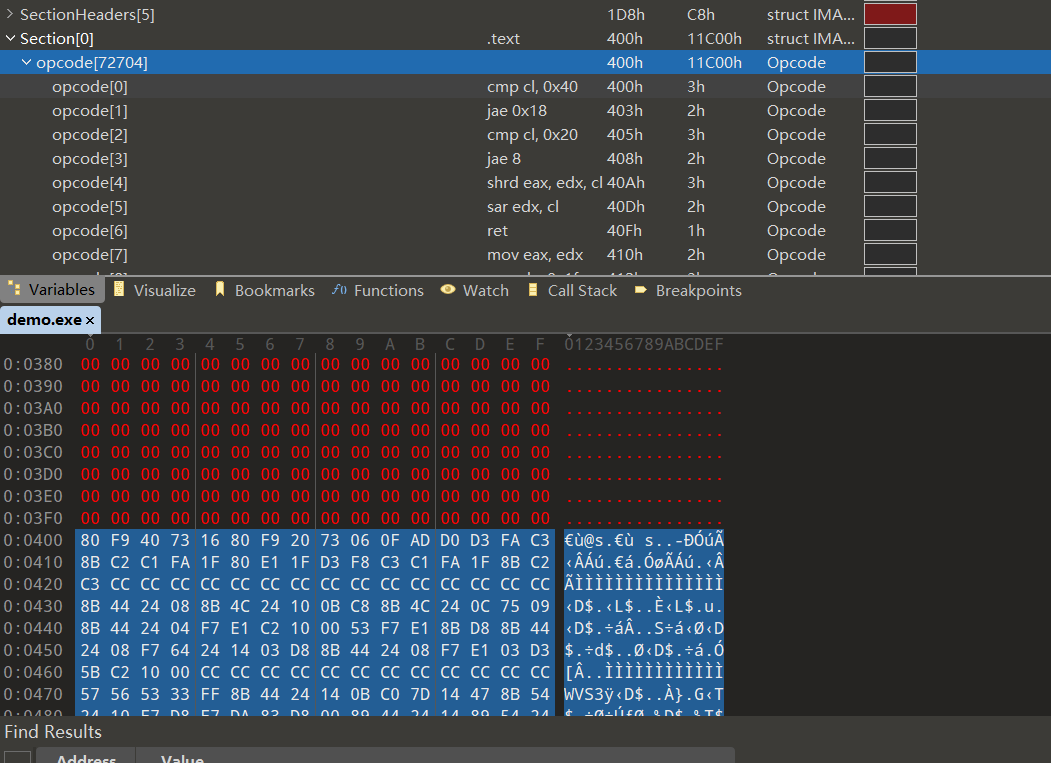 SectionHeaders[5] 1D8h C8h struct IMA...
Section[0] .text 400h 11C00h struct IMA...
opcode[72704] 400h 11C00h Opcode
opcode[0] cmp cl, 0x40 400h 3h Opcode
opcode[1] jae 0x18 403h 2h Opcode
opcode[2] cmp cl, 0x20 405h 3h Opcode
opcode[3] jae 8 408h 2h Opcode
opcode[4] shrd eax, edx, cl 40Ah 3h Opcode
opcode[5] sar edx, cl 40Dh 2h Opcode
opcode[6] ret 40Fh 1h Opcode
opcode[7] mov eax, edx 410h 2h Opcode
Variables Visualize Bookmarks Functions Watch Call Stack Breakpoints
demo.exe ×
0 1 2 3 4 5 6 7 8 9 A B C D E F 0123456789ABCDEF
0:0380 00 00 00 00 00 00 00 00 00 00 00 00 00 00 00 00 ................
0:0390 00 00 00 00 00 00 00 00 00 00 00 00 00 00 00 00 ................
0:03A0 00 00 00 00 00 00 00 00 00 00 00 00 00 00 00 00 ................
0:03B0 00 00 00 00 00 00 00 00 00 00 00 00 00 00 00 00 ................
0:03C0 00 00 00 00 00 00 00 00 00 00 00 00 00 00 00 00 ................
0:03D0 00 00 00 00 00 00 00 00 00 00 00 00 00 00 00 00 ................
0:03E0 00 00 00 00 00 00 00 00 00 00 00 00 00 00 00 00 ................
0:03F0 00 00 00 00 00 00 00 00 00 00 00 00 00 00 00 00 ................
0:0400 80 F9 40 73 16 80 F9 20 73 06 0F AD D0 D3 FA C3 €ù@s.€ù s..-ÐÓúÃ
0:0410 8B C2 C1 FA 1F 80 E1 1F D3 F8 C3 C1 FA 1F 8B C2 ‹ÂÁú.€á.ÓøÃÁú.‹Â
0:0420 C3 CC CC CC CC CC CC CC CC CC CC CC CC CC CC CC ÃÌÌÌÌÌÌÌÌÌÌÌÌÌÌÌ
0:0430 8B 44 24 08 8B 4C 24 10 0B C8 8B 4C 24 0C 75 09 ‹D$.‹L$..È‹L$.u.
0:0440 8B 44 24 04 F7 E1 C2 10 00 53 F7 E1 8B D8 8B 44 ‹D$.÷áÂ..S÷á‹Ø‹D
0:0450 24 08 F7 64 24 14 03 D8 8B 44 24 08 F7 E1 03 D3 $.÷d$..Ø‹D$.÷á.Ó
0:0460 5B C2 10 00 CC CC CC CC CC CC CC CC CC CC CC CC [Â..ÌÌÌÌÌÌÌÌÌÌÌÌ
0:0470 57 56 53 33 FF 8B 44 24 14 0B C0 7D 14 47 8B 54 WVS3ÿ‹D$..À}.G‹T
0:0480 24 10 F7 D8 F7 DA 83 D8 00 89 44 24 14 89 54 24
Find Results
Address Value